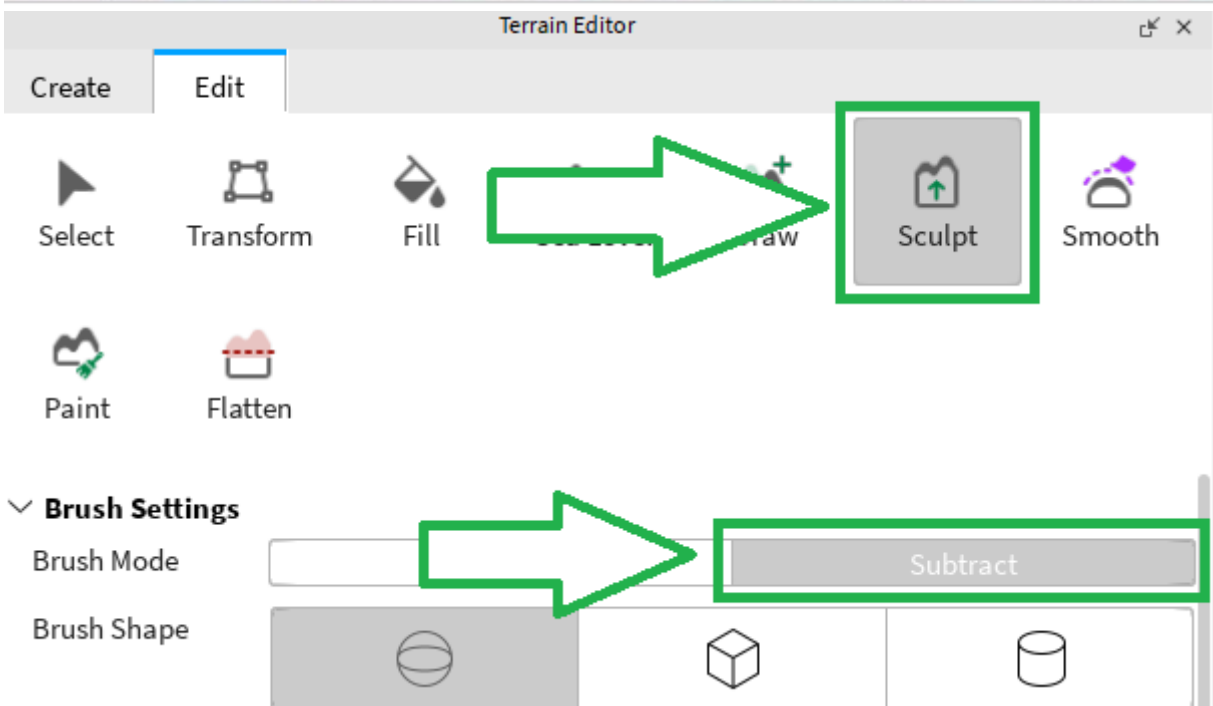 Terrain Editor
Create Edit
Select Transform Fill Sculpt Smooth
Paint Flatten
Brush Settings
Brush Mode Subtract
Brush Shape